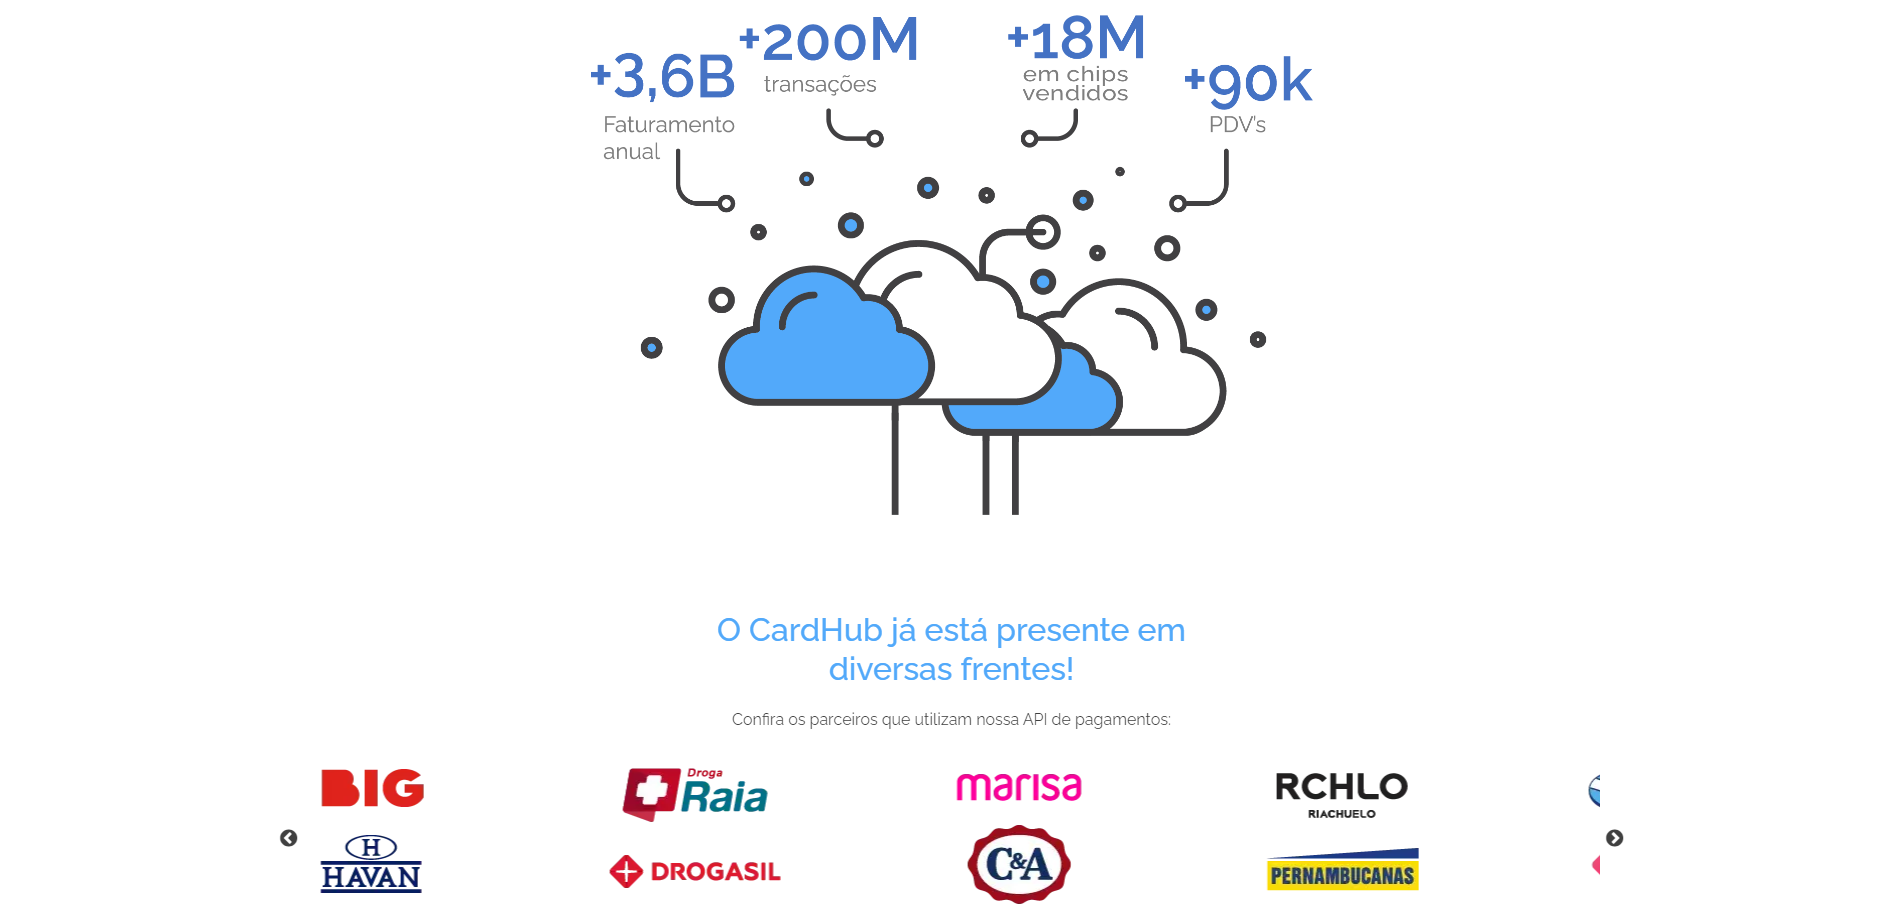 +3,6B
Faturamento
anual
+200M
transações
+18M
em chips
vendidos
+90k
PDV's
O CardHub já está presente em
diversas frentes!
Confira os parceiros que utilizam nossa API de pagamentos:
BIG
Droga
Raia
marisa
RCHLO
RIACHUELO
H
HAVAN
DROGASIL
C&A
PERNAMBUCANAS